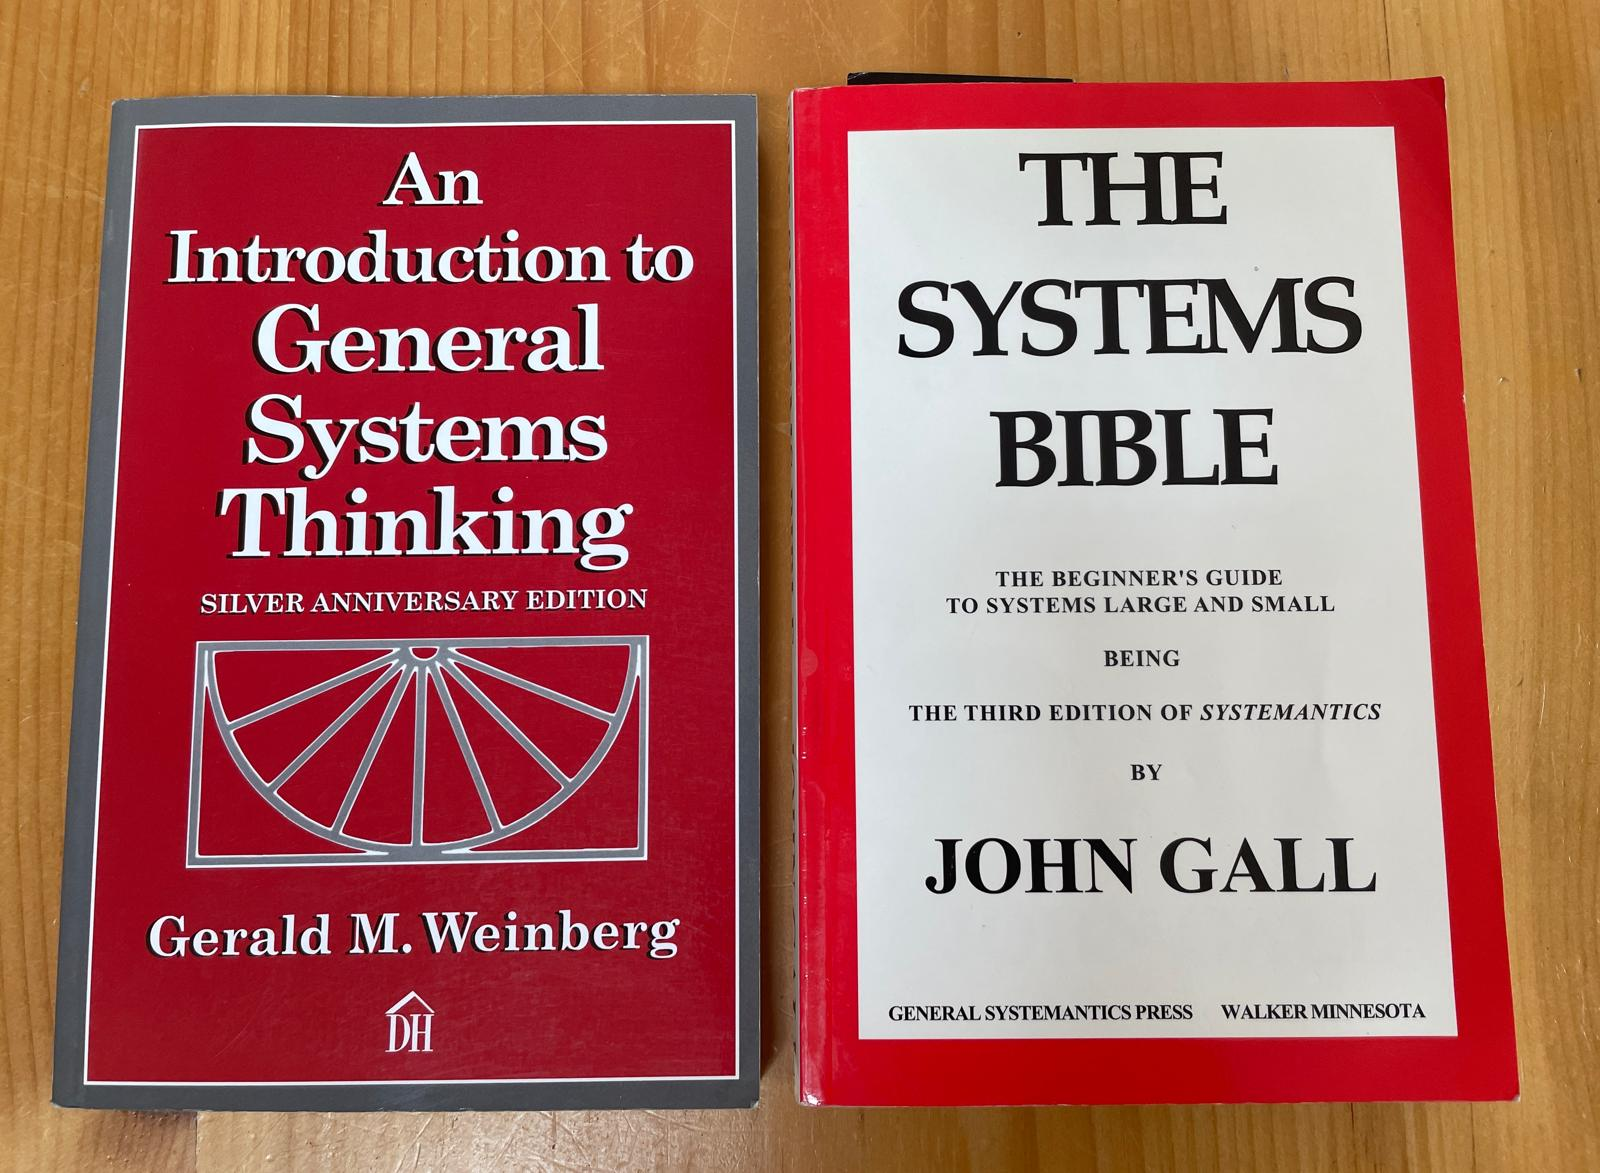 An
Introduction to
General
Systems
Thinking
SILVER ANNIVERSARY EDITION
Gerald M. Weinberg
DH
THE
SYSTEMS
BIBLE
THE BEGINNER'S GUIDE
TO SYSTEMS LARGE AND SMALL
BEING
THE THIRD EDITION OF SYSTEMANTICS
BY
JOHN GALL
GENERAL SYSTEMANTICS PRESS WALKER MINNESOTA